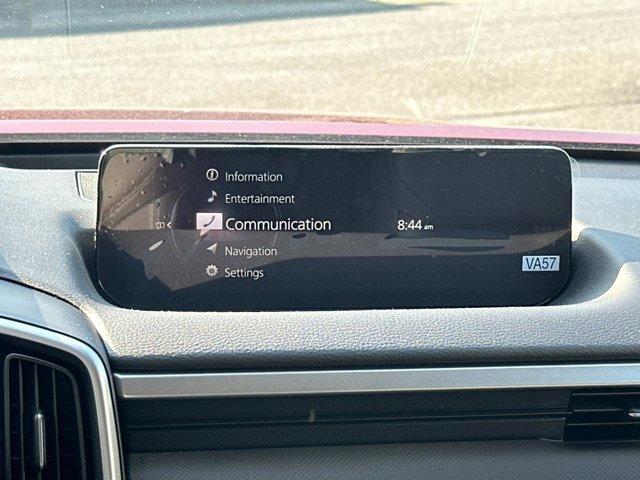 Information
Entertainment
Communication
8:44 am
Navigation
VA57
Settings